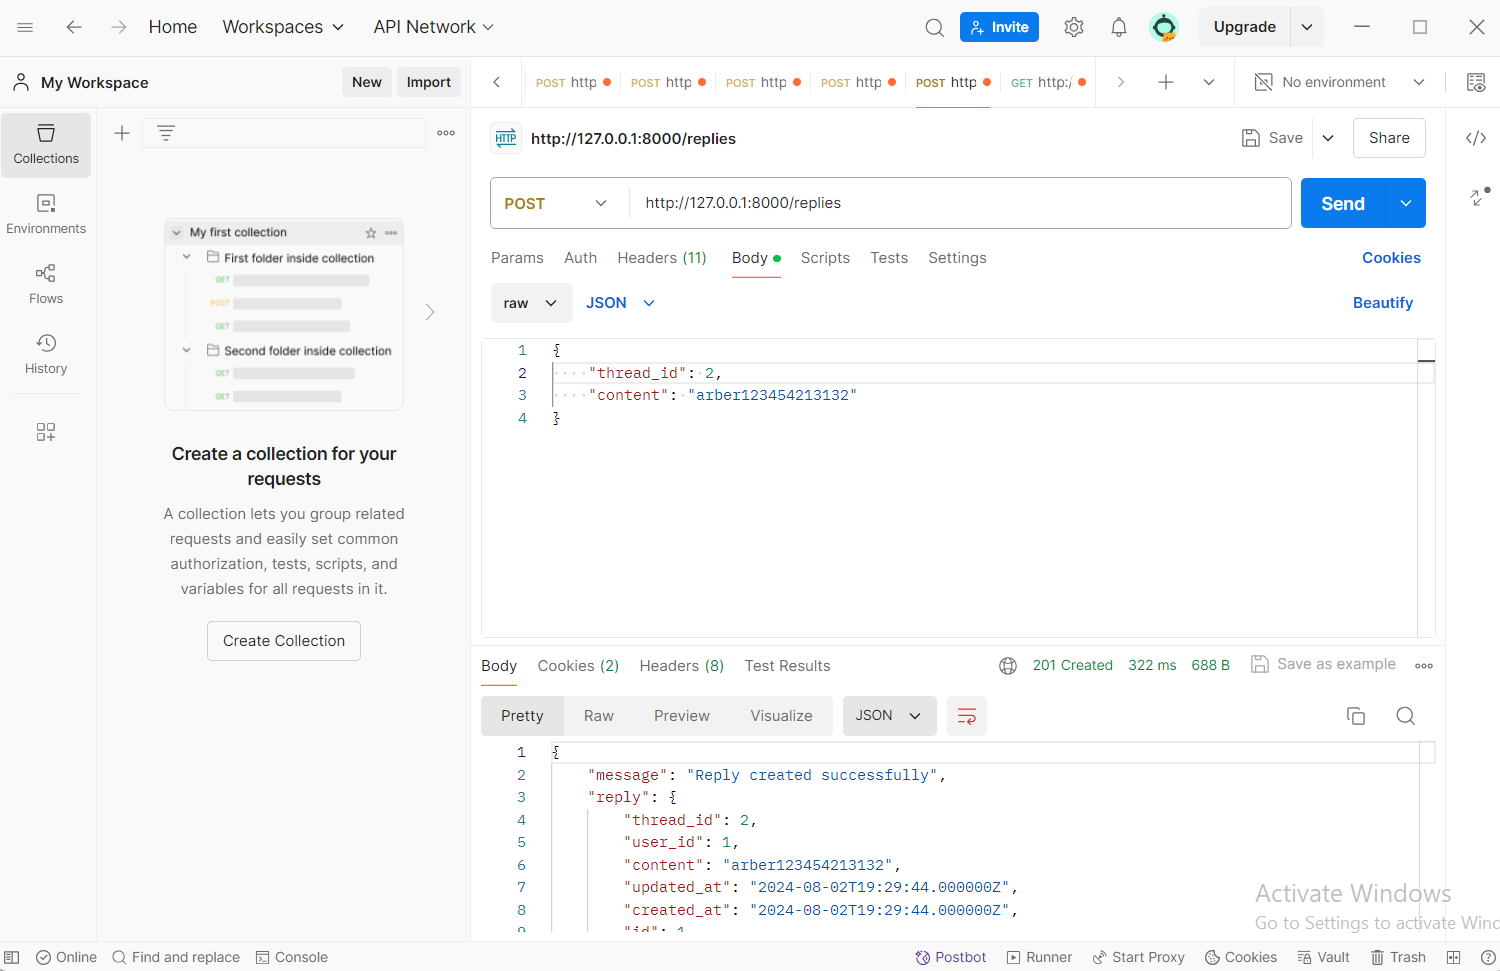 Home Workspaces API Network Invite Upgrade
My Workspace New Import
POST http POST http POST http POST http POST http GET http:/ No environment
Collections
Environments
Flows
History
My first collection
First folder inside collection
GET
POST
GET
Second folder inside collection
GET
GET
Create a collection for your
requests
A collection lets you group related
requests and easily set common
authorization, tests, scripts, and
variables for all requests in it.
Create Collection
HTTP http://127.0.0.1:8000/replies Save Share
POST http://127.0.0.1:8000/replies Send
Params Auth Headers (11) Body Scripts Tests Settings Cookies
raw JSON Beautify
1 {
2 "thread_id": 2,
3 "content": "arber123454213132"
4 }
Body Cookies (2) Headers (8) Test Results 201 Created 322 ms 688 B Save as example
Pretty Raw Preview Visualize JSON
1 {
2 "message": "Reply created successfully",
3 "reply": {
4 "thread_id": 2,
5 "user_id": 1,
6 "content": "arber123454213132",
7 "updated_at": "2024-08-02T19:29:44.000000Z",
8 "created_at": "2024-08-02T19:29:44.000000Z",
9 "id": 1
Activate Windows
Go to Settings to activate Wind
Online Find and replace Console Postbot Runner Start Proxy Cookies Vault Trash